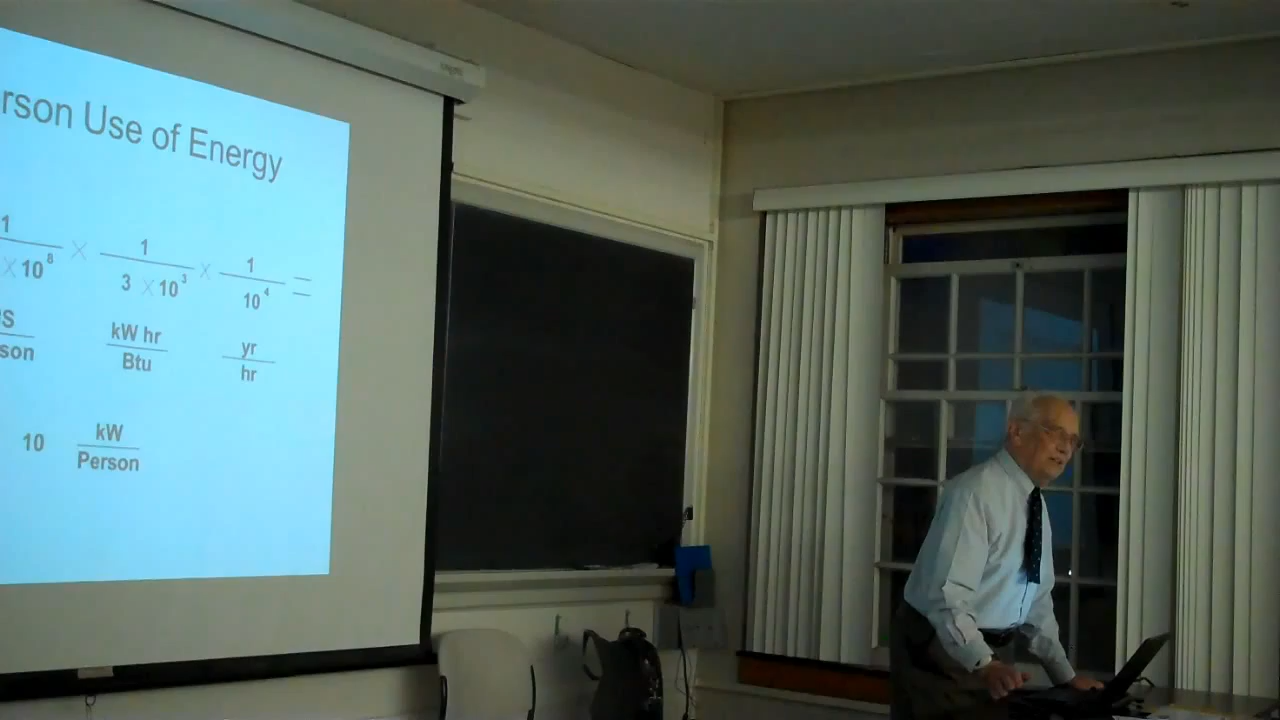 rson Use of Energy
1 1 1
×10⁸ × 3 ×10³ × 10⁴ =
S kW hr yr
son Btu hr
10 kW
Person